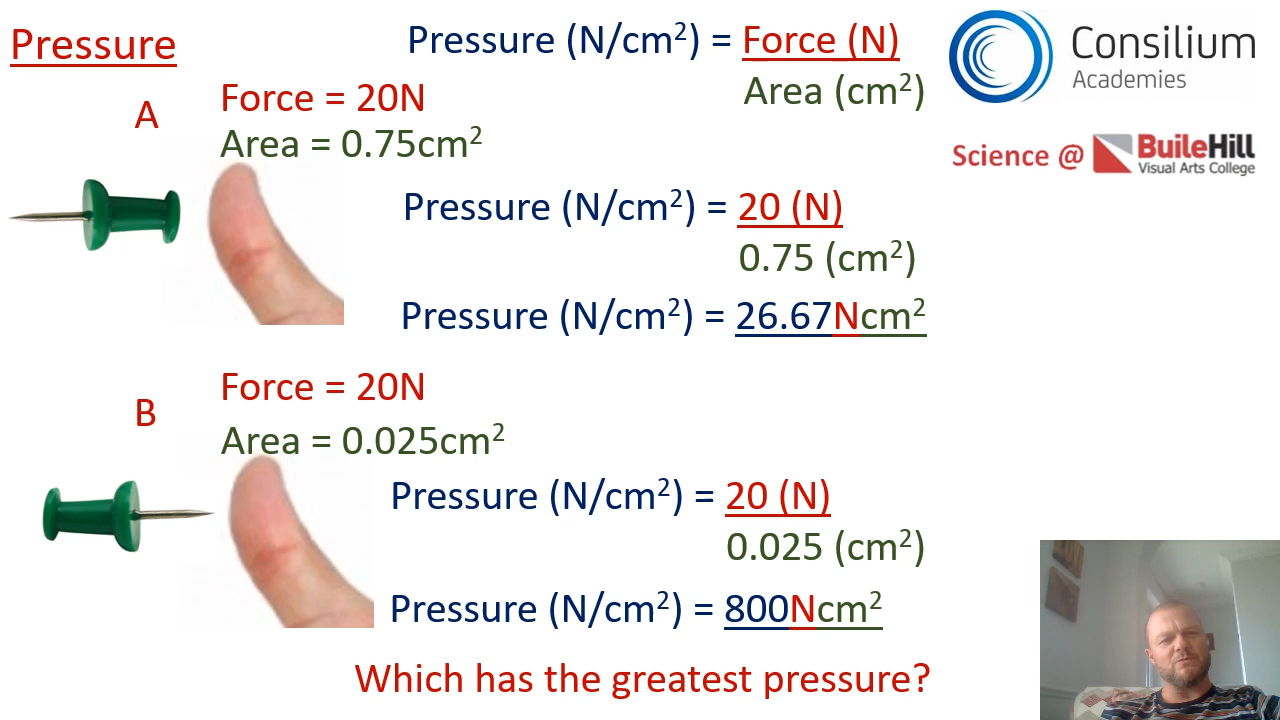 Pressure
Pressure (N/cm²) = Force (N)
Area (cm²)
Consilium
Academies
Science @ BuileHill
Visual Arts College
A
Force = 20N
Area = 0.75cm²
Pressure (N/cm²) = 20 (N)
0.75 (cm²)
Pressure (N/cm²) = 26.67Ncm²
B
Force = 20N
Area = 0.025cm²
Pressure (N/cm²) = 20 (N)
0.025 (cm²)
Pressure (N/cm²) = 800Ncm²
Which has the greatest pressure?